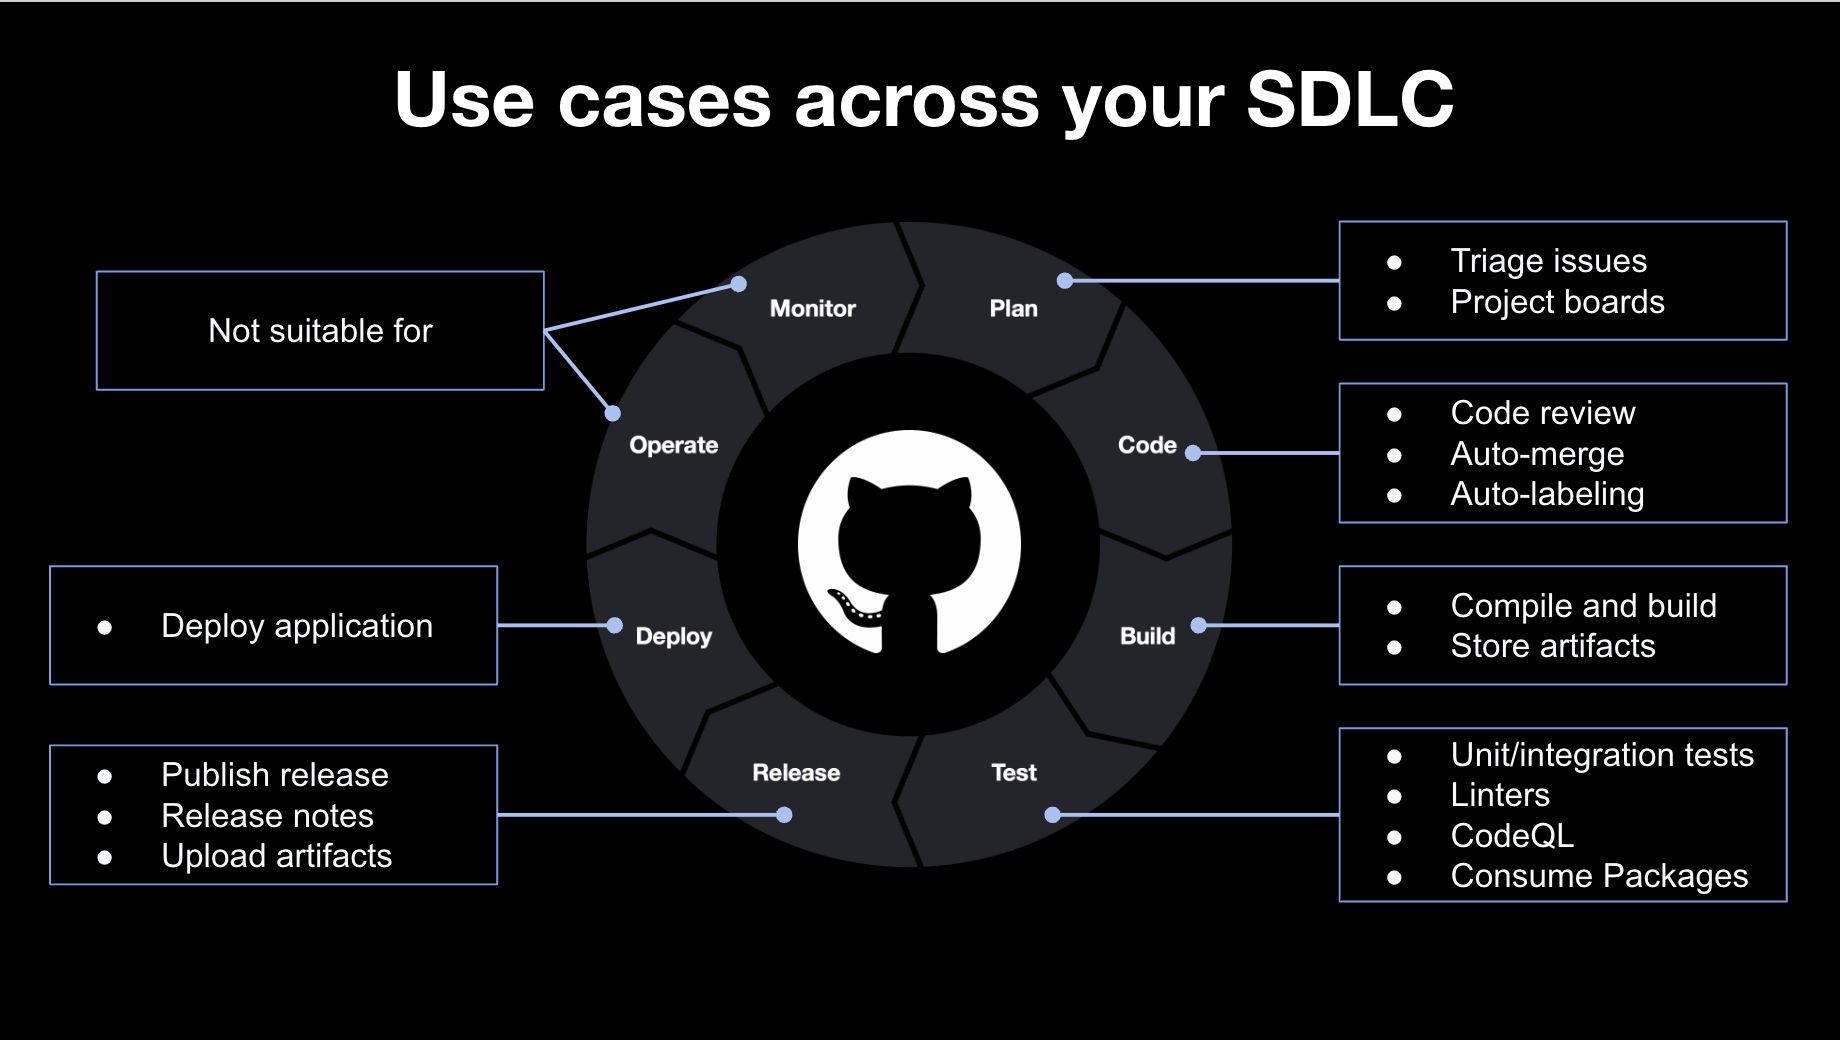 Use cases across your SDLC
Not suitable for
Monitor
Plan
● Triage issues
● Project boards
Operate
Code
● Code review
● Auto-merge
● Auto-labeling
● Deploy application
Deploy
Build
● Compile and build
● Store artifacts
● Publish release
● Release notes
● Upload artifacts
Release
Test
● Unit/integration tests
● Linters
● CodeQL
● Consume Packages